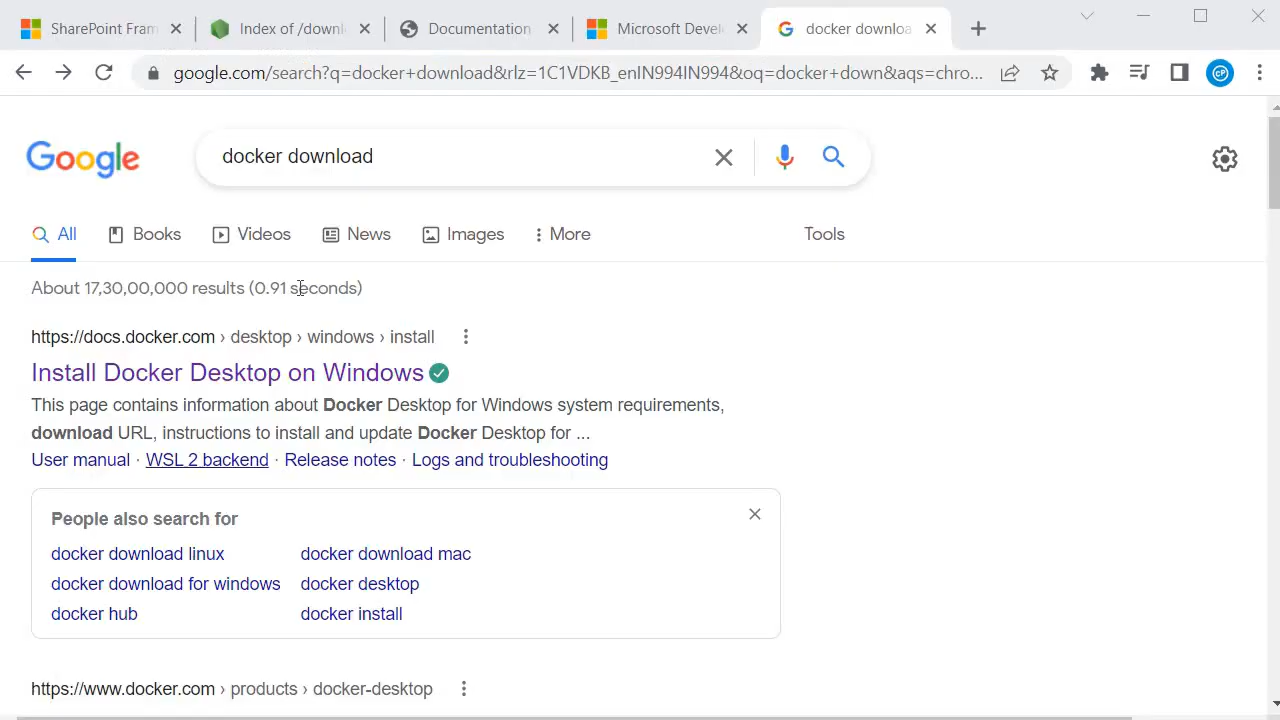 SharePoint Fram
Index of /downl
Documentation
Microsoft Devel
docker downloa
google.com/search?q=docker+download&rlz=1C1VDKB_enIN994IN994&oq=docker+down&aqs=chro...
CP
Google
docker download
All
Books
Videos
News
Images
More
Tools
About 17,30,00,000 results (0.91 seconds)
https://docs.docker.com › desktop › windows › install
Install Docker Desktop on Windows
This page contains information about Docker Desktop for Windows system requirements,
download URL, instructions to install and update Docker Desktop for ...
User manual · WSL 2 backend · Release notes · Logs and troubleshooting
People also search for
docker download linux
docker download mac
docker download for windows
docker desktop
docker hub
docker install
https://www.docker.com › products › docker-desktop